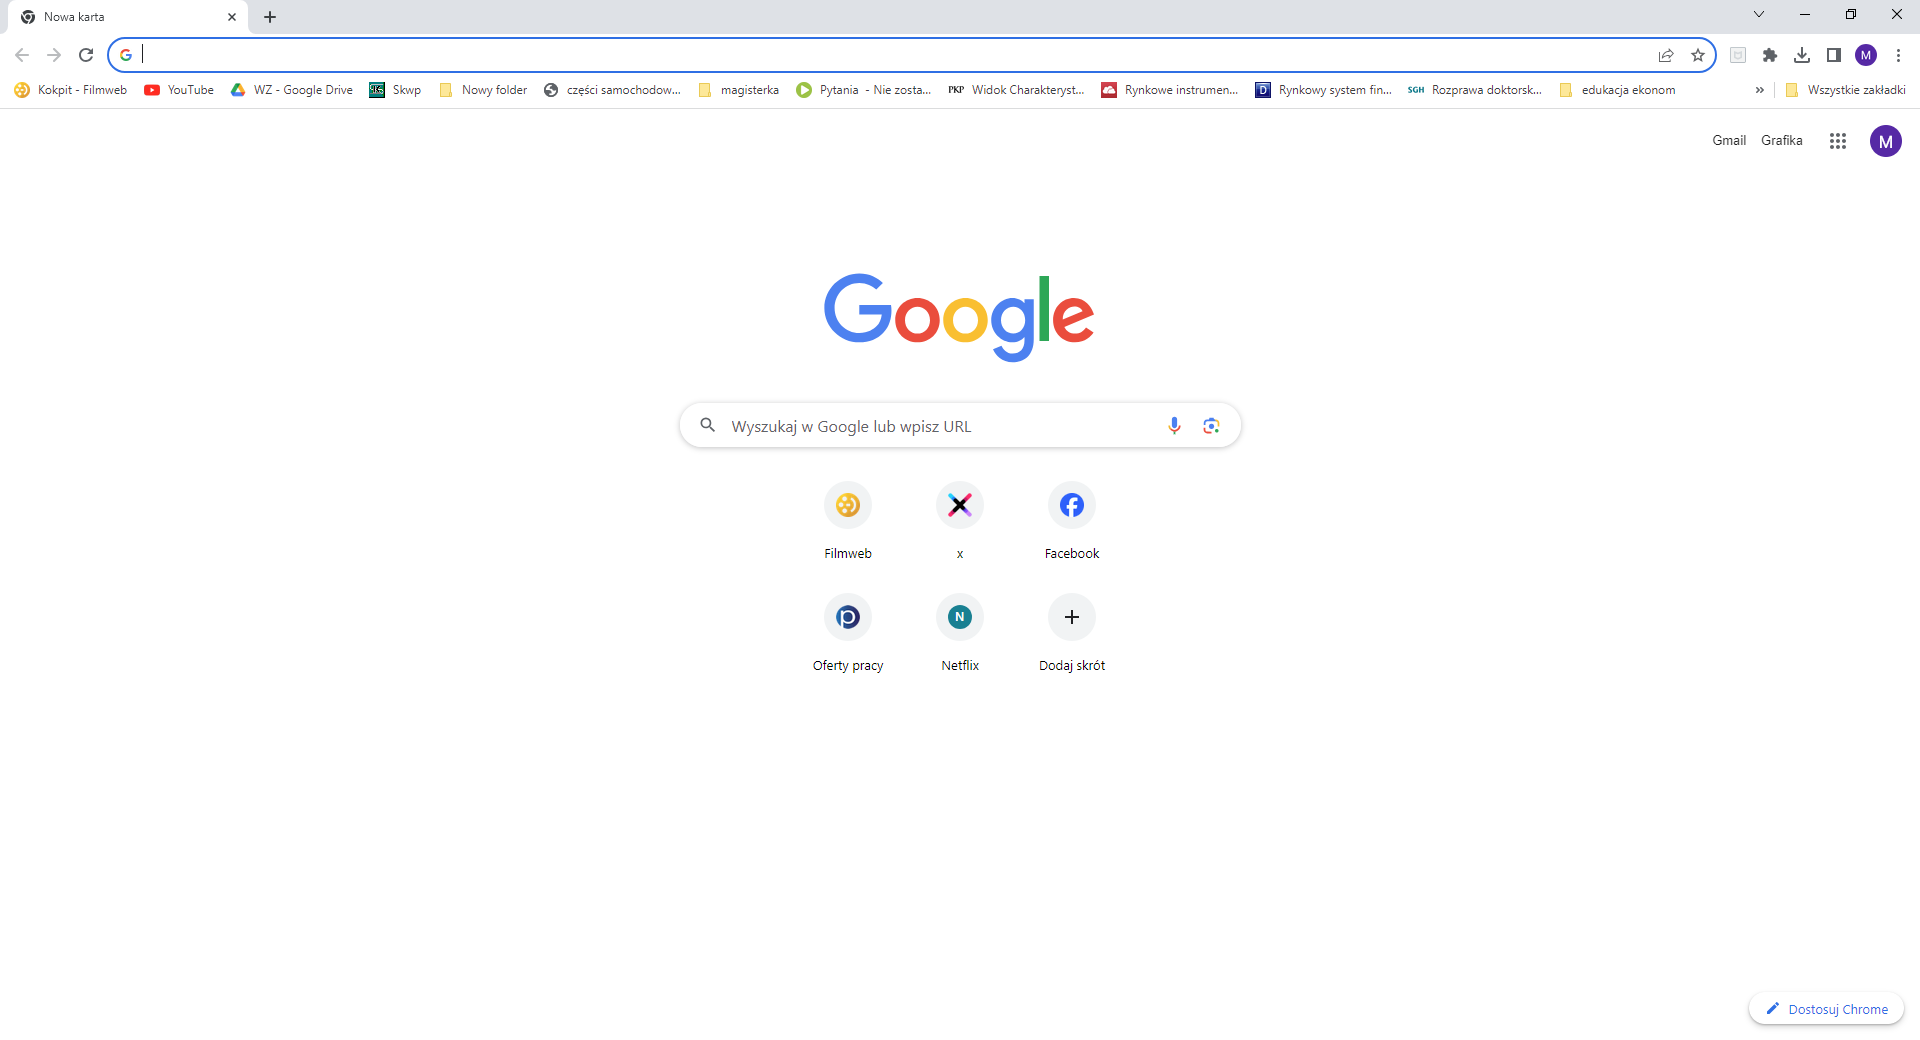 Nowa karta
Kokpit - Filmweb
YouTube
WZ - Google Drive
Skwp
Nowy folder
części samochodow...
magisterka
Pytania - Nie zosta...
PKP Widok Charakteryst...
Rynkowe instrumen...
D Rynkowy system fin...
SGH Rozprawa doktorsk...
edukacja ekonom
»
Wszystkie zakładki
M
Gmail
Grafika
M
Google
Wyszukaj w Google lub wpisz URL
Filmweb
x
Facebook
N
Oferty pracy
Netflix
Dodaj skrót
Dostosuj Chrome